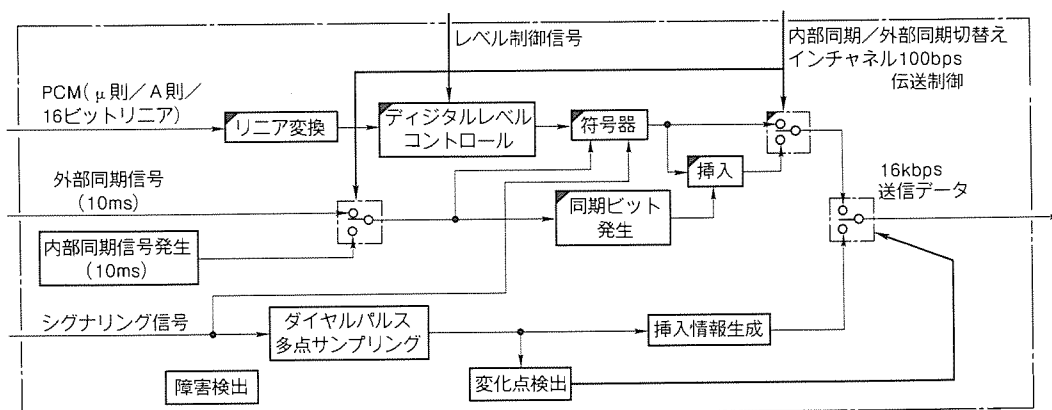 レベル制御信号
内部同期／外部同期切替え
インチャネル100bps
伝送制御
PCM(μ則／A則／
16ビットリニア)
リニア変換
ディジタルレベル
コントロール
符号器
挿入
外部同期信号
(10ms)
同期ビット
発生
16kbps
送信データ
内部同期信号発生
(10ms)
シグナリング信号
ダイヤルパルス
多点サンプリング
挿入情報生成
障害検出
変化点検出